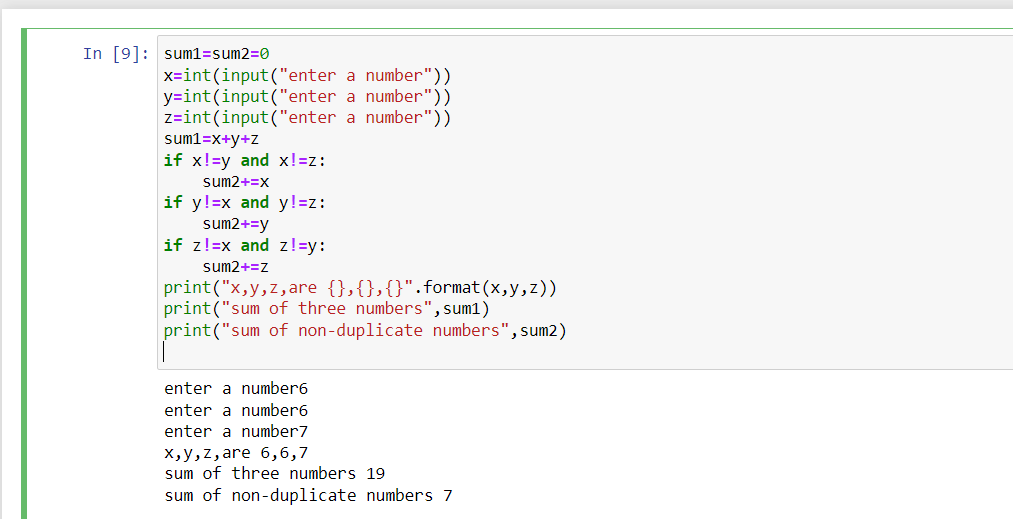 In [9]: sum1=sum2=0
x=int(input("enter a number"))
y=int(input("enter a number"))
z=int(input("enter a number"))
sum1=x+y+z
if x!=y and x!=z:
    sum2+=x
if y!=x and y!=z:
    sum2+=y
if z!=x and z!=y:
    sum2+=z
print("x,y,z,are {},{},{}".format(x,y,z))
print("sum of three numbers",sum1)
print("sum of non-duplicate numbers",sum2)
enter a number6
enter a number6
enter a number7
x,y,z,are 6,6,7
sum of three numbers 19
sum of non-duplicate numbers 7